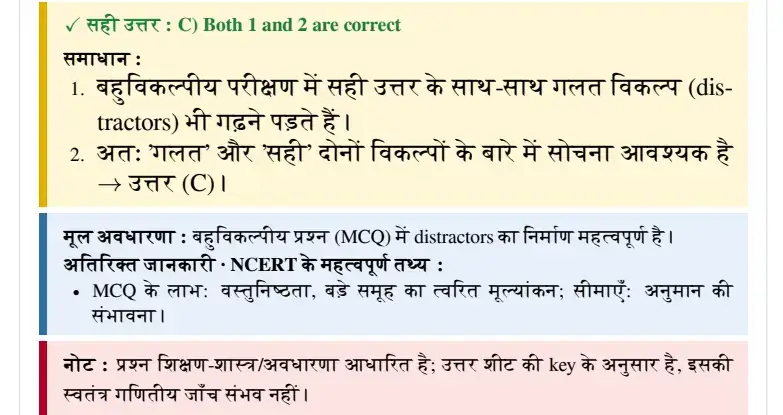 ✓ सही उत्तर : C) Both 1 and 2 are correct
समाधान :
1. बहुविकल्पीय परीक्षण में सही उत्तर के साथ-साथ गलत विकल्प (dis-
tractors) भी गढ़ने पड़ते हैं।
2. अतः 'गलत' और 'सही' दोनों विकल्पों के बारे में सोचना आवश्यक है
→ उत्तर (C)।
मूल अवधारणा : बहुविकल्पीय प्रश्न (MCQ) में distractors का निर्माण महत्वपूर्ण है।
अतिरिक्त जानकारी · NCERT के महत्वपूर्ण तथ्य :
• MCQ के लाभ: वस्तुनिष्ठता, बड़े समूह का त्वरित मूल्यांकन; सीमाएँ: अनुमान की
संभावना।
नोट : प्रश्न शिक्षण-शास्त्र/अवधारणा आधारित है; उत्तर शीट की key के अनुसार है, इसकी
स्वतंत्र गणितीय जाँच संभव नहीं।